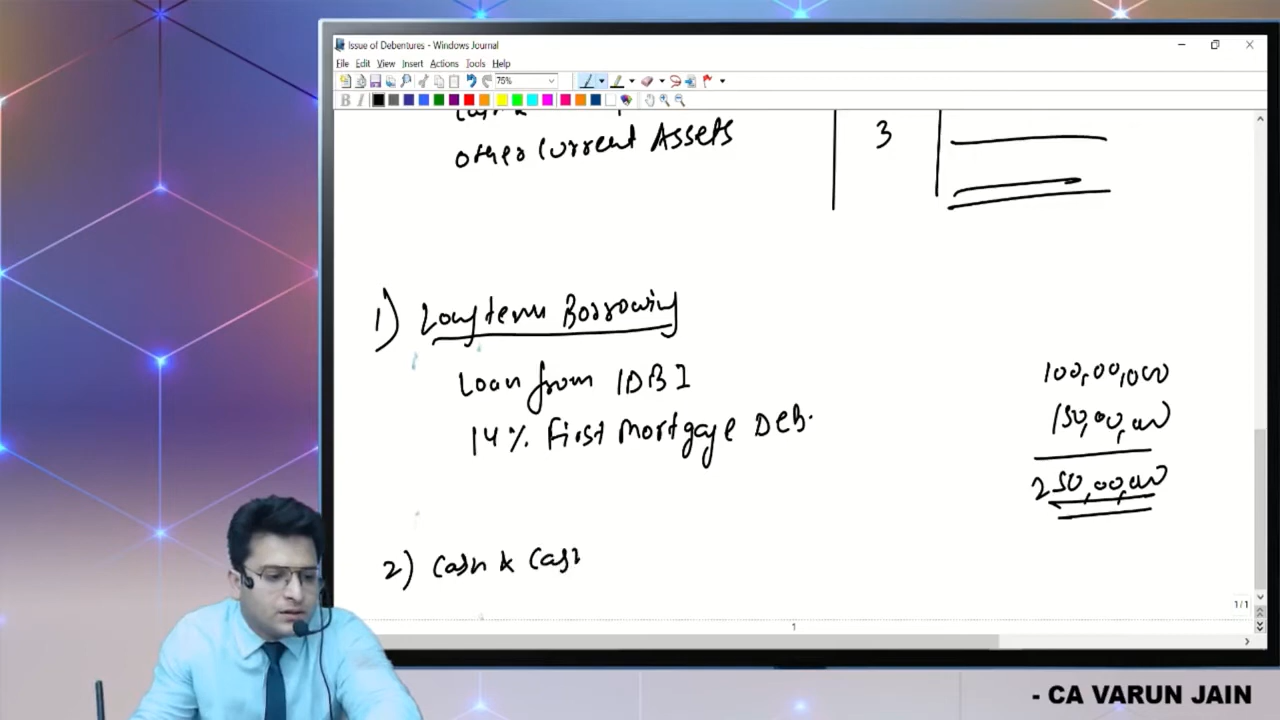 Issue of Debentures - Windows Journal
File Edit View Insert Actions Tools Help
75%
B I
other Current Assets 3
1) Long term Borrowing
Loan from IDBI 100,00,000
14% First Mortgage Deb. 150,00,000
250,00,000
2) Cash & Cash
1/1
1
- CA VARUN JAIN